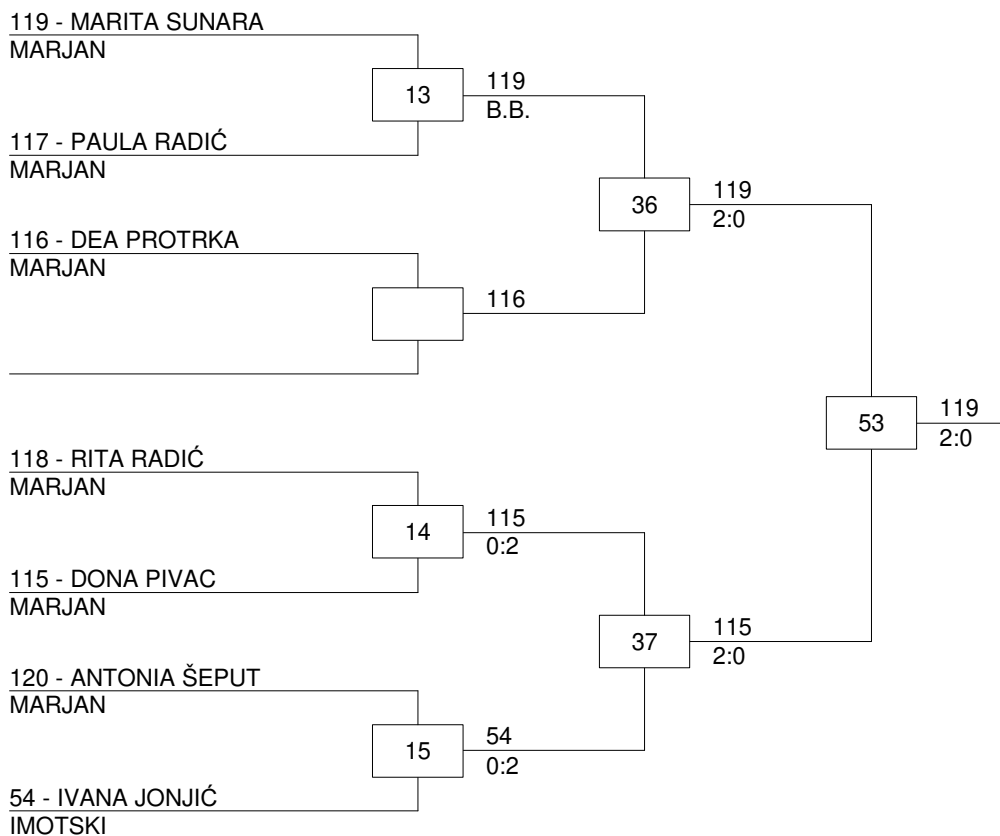 119 - MARITA SUNARA
MARJAN
13
119
B.B.
117 - PAULA RADIĆ
MARJAN
36
119
2:0
116 - DEA PROTRKA
MARJAN
116
53
119
2:0
118 - RITA RADIĆ
MARJAN
14
115
0:2
115 - DONA PIVAC
MARJAN
37
115
2:0
120 - ANTONIA ŠEPUT
MARJAN
15
54
0:2
54 - IVANA JONJIĆ
IMOTSKI